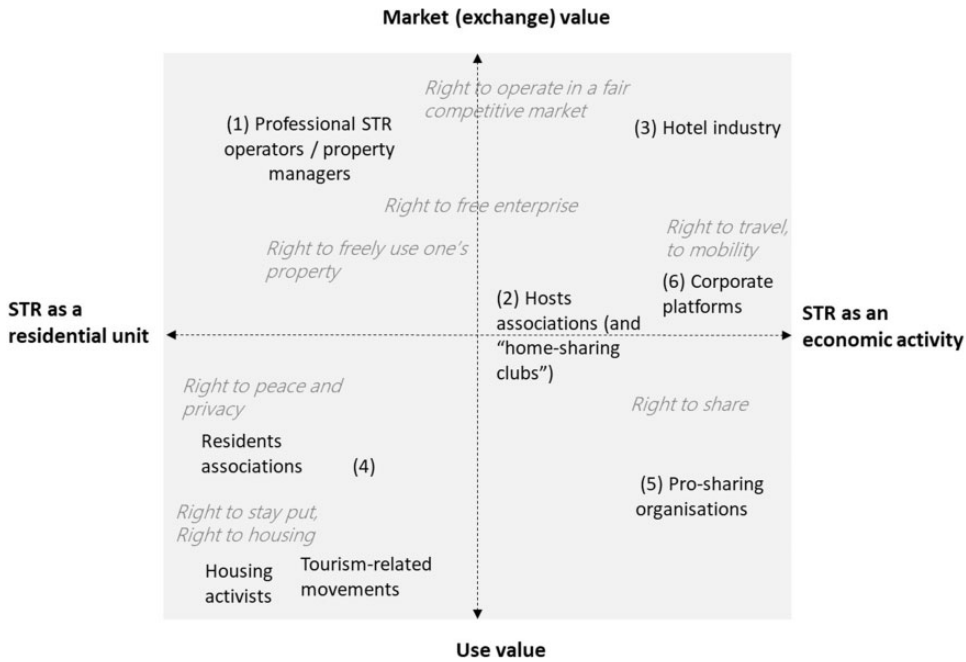 Market (exchange) value
Right to operate in a fair
competitive market
(1) Professional STR
operators / property
managers
(3) Hotel industry
Right to free enterprise
Right to freely use one's
property
Right to travel,
to mobility
(6) Corporate
platforms
STR as a
residential unit
(2) Hosts
associations (and
“home-sharing
clubs”)
STR as an
economic activity
Right to peace and
privacy
Right to share
Residents
associations
(4)
(5) Pro-sharing
organisations
Right to stay put,
Right to housing
Housing
activists
Tourism-related
movements
Use value